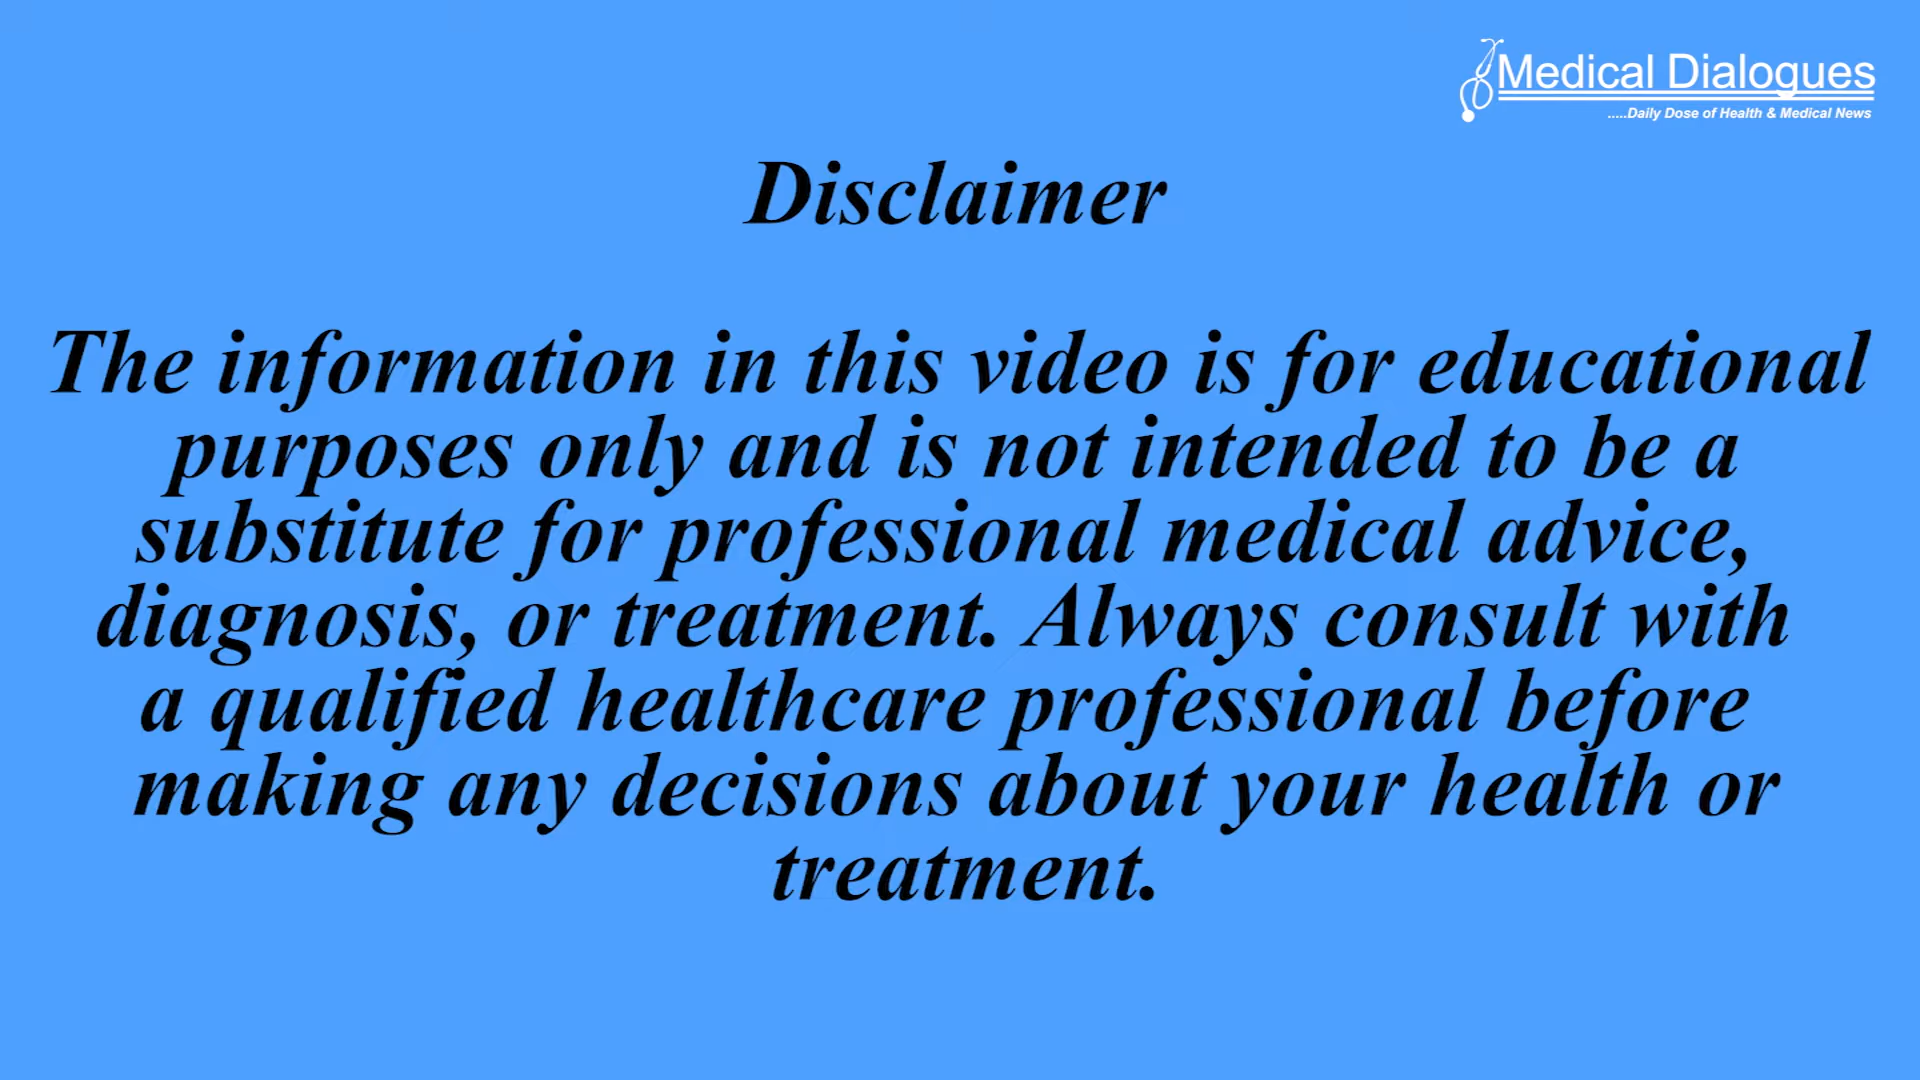 Medical Dialogues
.....Daily Dose of Health & Medical News
Disclaimer
The information in this video is for educational
purposes only and is not intended to be a
substitute for professional medical advice,
diagnosis, or treatment. Always consult with
a qualified healthcare professional before
making any decisions about your health or
treatment.